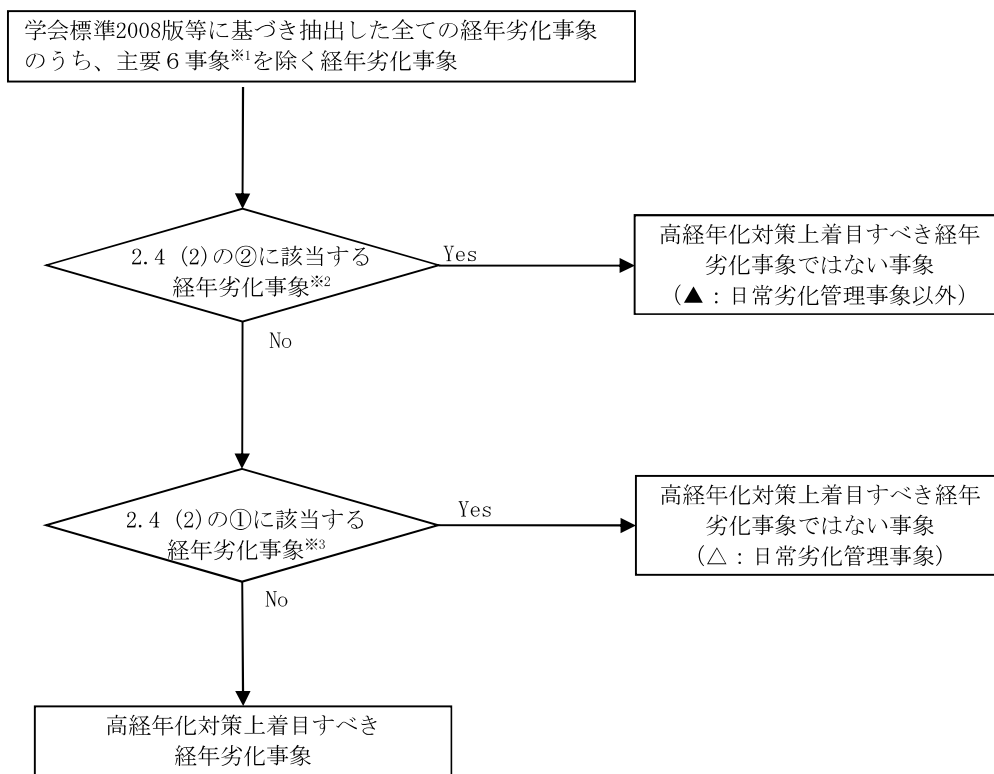 学会標準2008版等に基づき抽出した全ての経年劣化事象
のうち、主要６事象※1を除く経年劣化事象
2.4 (2)の②に該当する
経年劣化事象※2
Yes
高経年化対策上着目すべき経年
劣化事象ではない事象
（▲：日常劣化管理事象以外）
No
2.4 (2)の①に該当する
経年劣化事象※3
Yes
高経年化対策上着目すべき経年
劣化事象ではない事象
（△：日常劣化管理事象）
No
高経年化対策上着目すべき
経年劣化事象